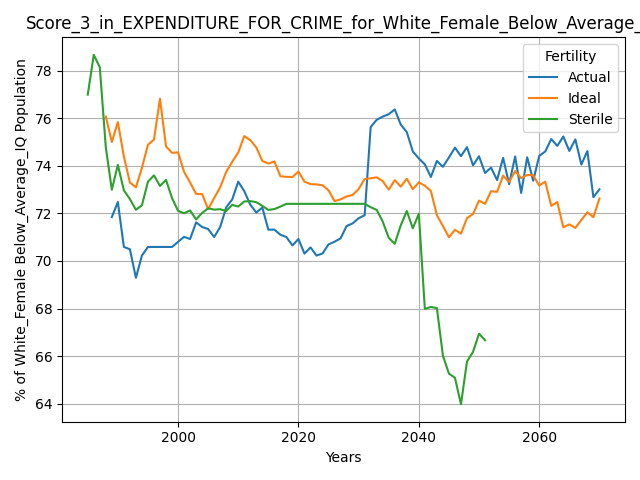 Score_3_in_EXPENDITURE_FOR_CRIME_for_White_Female_Below_Average_
Fertility
Actual
Ideal
Sterile
% of White_Female Below_Average_IQ Population
78
76
74
72
70
68
66
64
2000
2020
2040
2060
Years